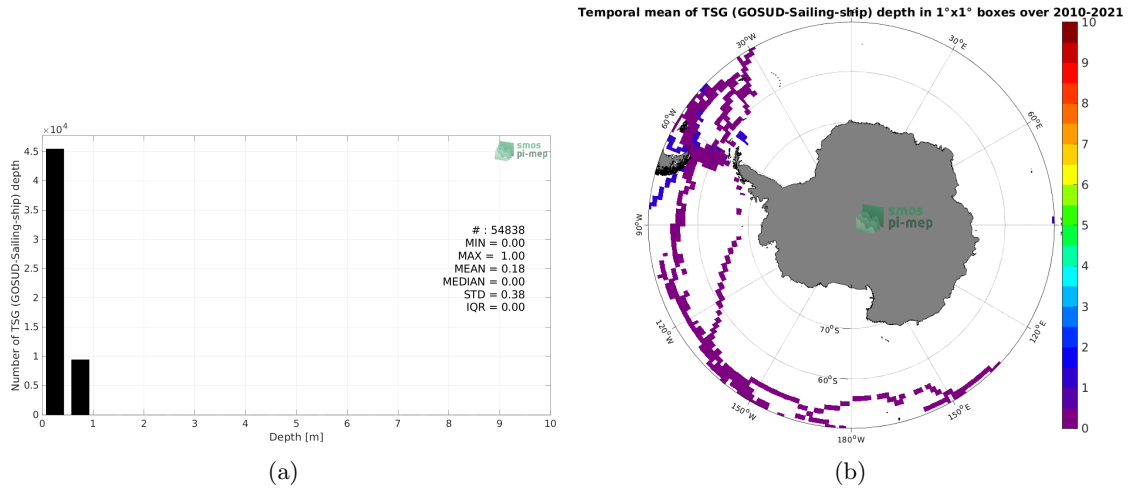 Temporal mean of TSG (GOSUD-Sailing-ship) depth in 1°x1° boxes over 2010-2021
×10⁴
4.5
4
3.5
3
2.5
2
1.5
1
0.5
0
Number of TSG (GOSUD-Sailing-ship) depth
smos
pi-mep
# : 54838
MIN = 0.00
MAX = 1.00
MEAN = 0.18
MEDIAN = 0.00
STD = 0.38
IQR = 0.00
0 1 2 3 4 5 6 7 8 9 10
Depth [m]
(a)
30°W
30°E
60°W
60°E
90°W
120°W
120°E
150°W
150°E
180°W
70°S
60°S
smos
pi-mep
10
9
8
7
6
5
4
3
2
1
0
(b)